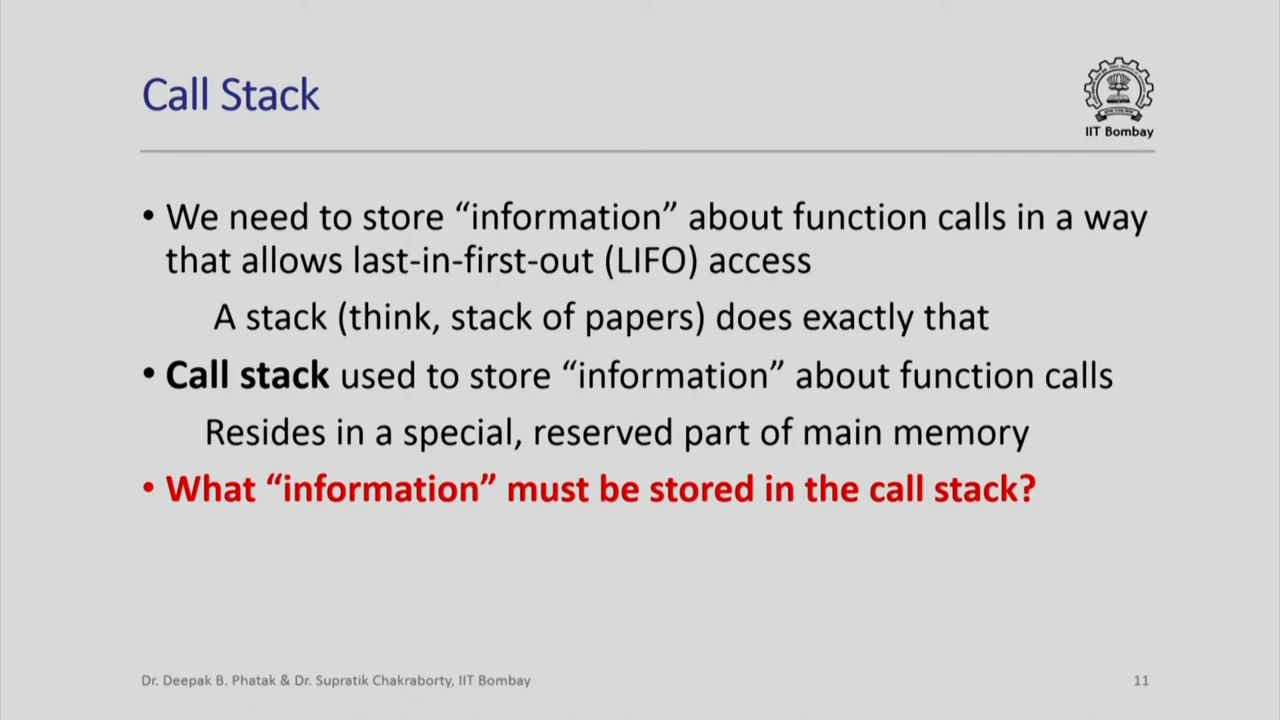 Call Stack
IIT Bombay
• We need to store “information” about function calls in a way
that allows last-in-first-out (LIFO) access
A stack (think, stack of papers) does exactly that
• Call stack used to store “information” about function calls
Resides in a special, reserved part of main memory
• What “information” must be stored in the call stack?
Dr. Deepak B. Phatak & Dr. Supratik Chakraborty, IIT Bombay
11